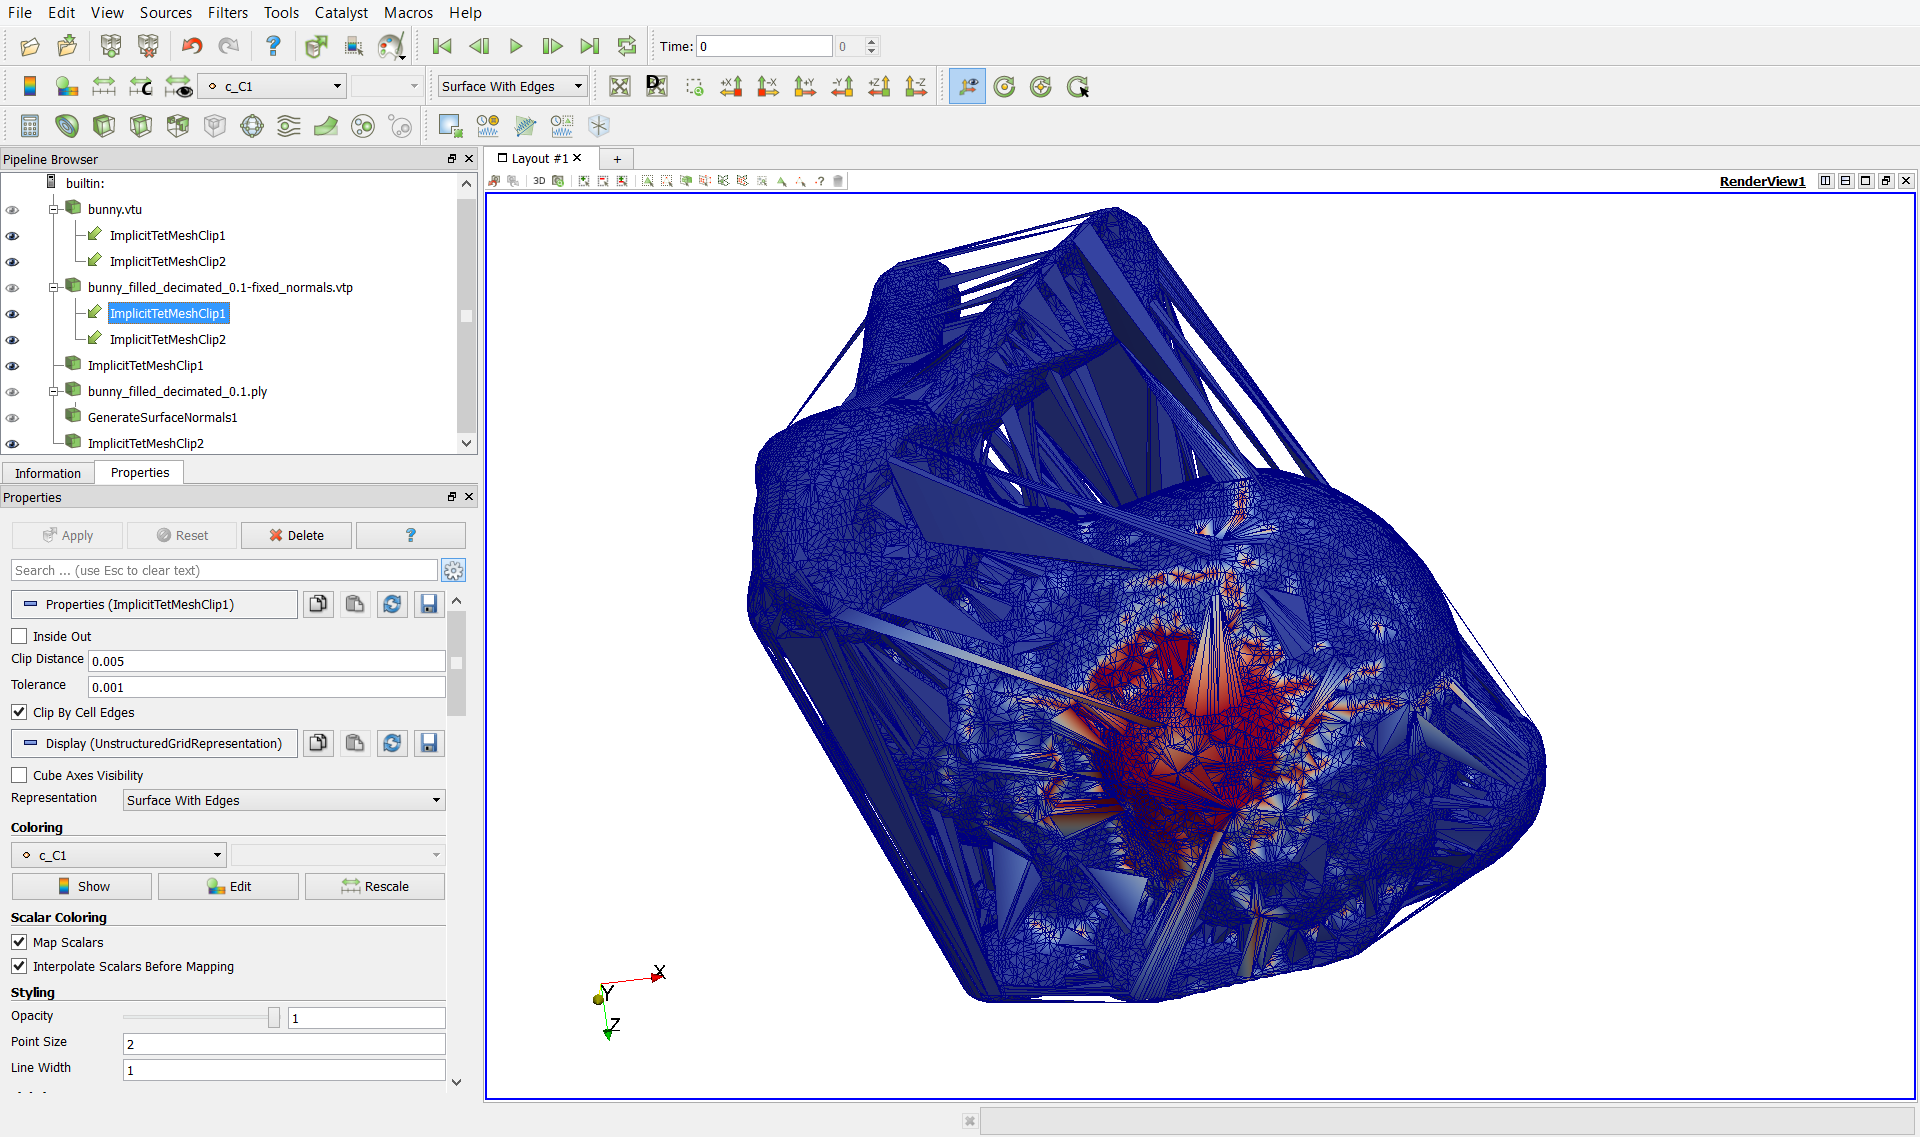 File Edit View Sources Filters Tools Catalyst Macros Help
Time: 0 0
c_C1 Surface With Edges D +X -X +Y -Y +Z -Z
C
Pipeline Browser
Layout #1 +
3D ? RenderView1
builtin:
bunny.vtu
ImplicitTetMeshClip1
ImplicitTetMeshClip2
bunny_filled_decimated_0.1-fixed_normals.vtp
ImplicitTetMeshClip1
ImplicitTetMeshClip2
ImplicitTetMeshClip1
bunny_filled_decimated_0.1.ply
GenerateSurfaceNormals1
ImplicitTetMeshClip2
Information Properties
Properties
Apply Reset Delete ?
Search ... (use Esc to clear text)
Properties (ImplicitTetMeshClip1)
Inside Out
Clip Distance 0.005
Tolerance 0.001
Clip By Cell Edges
Display (UnstructuredGridRepresentation)
Cube Axes Visibility
Representation Surface With Edges
Coloring
c_C1
Show Edit Rescale
Scalar Coloring
Map Scalars
Interpolate Scalars Before Mapping
Styling
Opacity 1
Point Size 2
Line Width 1
X
Y
Z